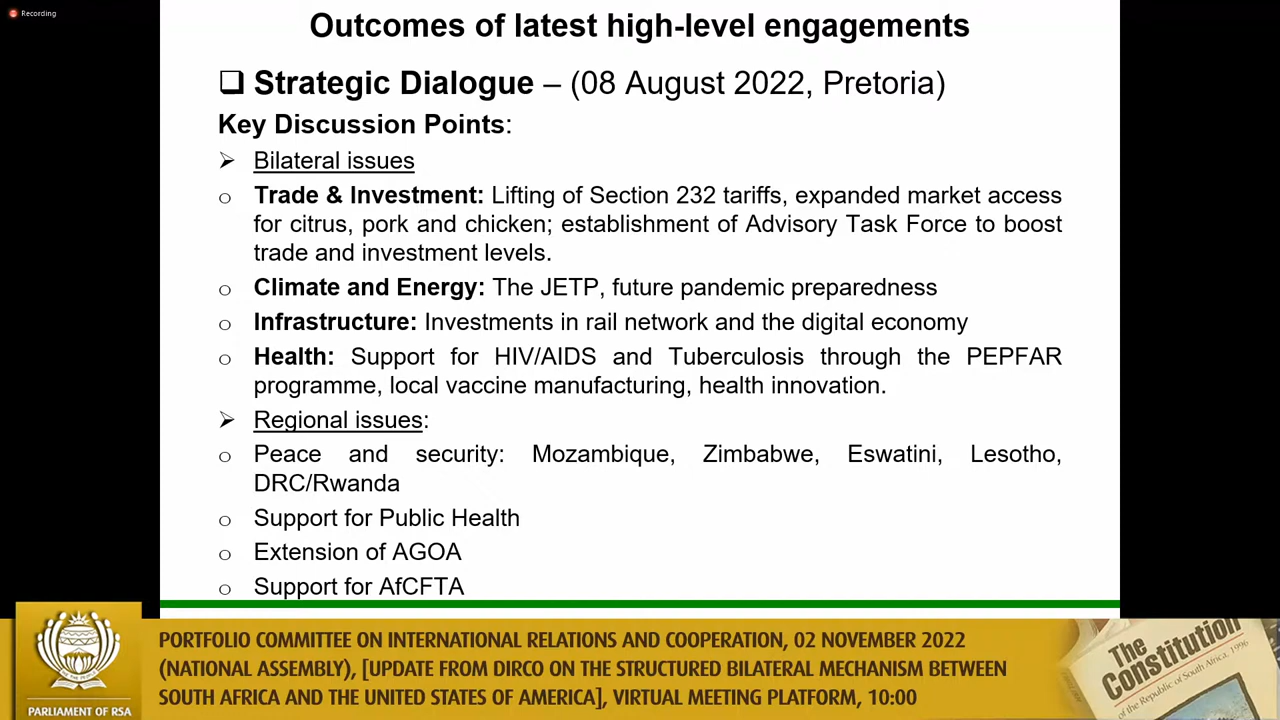 Recording
Outcomes of latest high-level engagements
❑ Strategic Dialogue – (08 August 2022, Pretoria)
Key Discussion Points:
➢ Bilateral issues
o Trade & Investment: Lifting of Section 232 tariffs, expanded market access
for citrus, pork and chicken; establishment of Advisory Task Force to boost
trade and investment levels.
o Climate and Energy: The JETP, future pandemic preparedness
o Infrastructure: Investments in rail network and the digital economy
o Health: Support for HIV/AIDS and Tuberculosis through the PEPFAR
programme, local vaccine manufacturing, health innovation.
➢ Regional issues:
o Peace and security: Mozambique, Zimbabwe, Eswatini, Lesotho,
DRC/Rwanda
o Support for Public Health
o Extension of AGOA
o Support for AfCFTA
PORTFOLIO COMMITTEE ON INTERNATIONAL RELATIONS AND COOPERATION, 02 NOVEMBER 2022
(NATIONAL ASSEMBLY), [UPDATE FROM DIRCO ON THE STRUCTURED BILATERAL MECHANISM BETWEEN
SOUTH AFRICA AND THE UNITED STATES OF AMERICA], VIRTUAL MEETING PLATFORM, 10:00
PARLIAMENT OF RSA
The
Constitution
of the Republic of South Africa, 1996